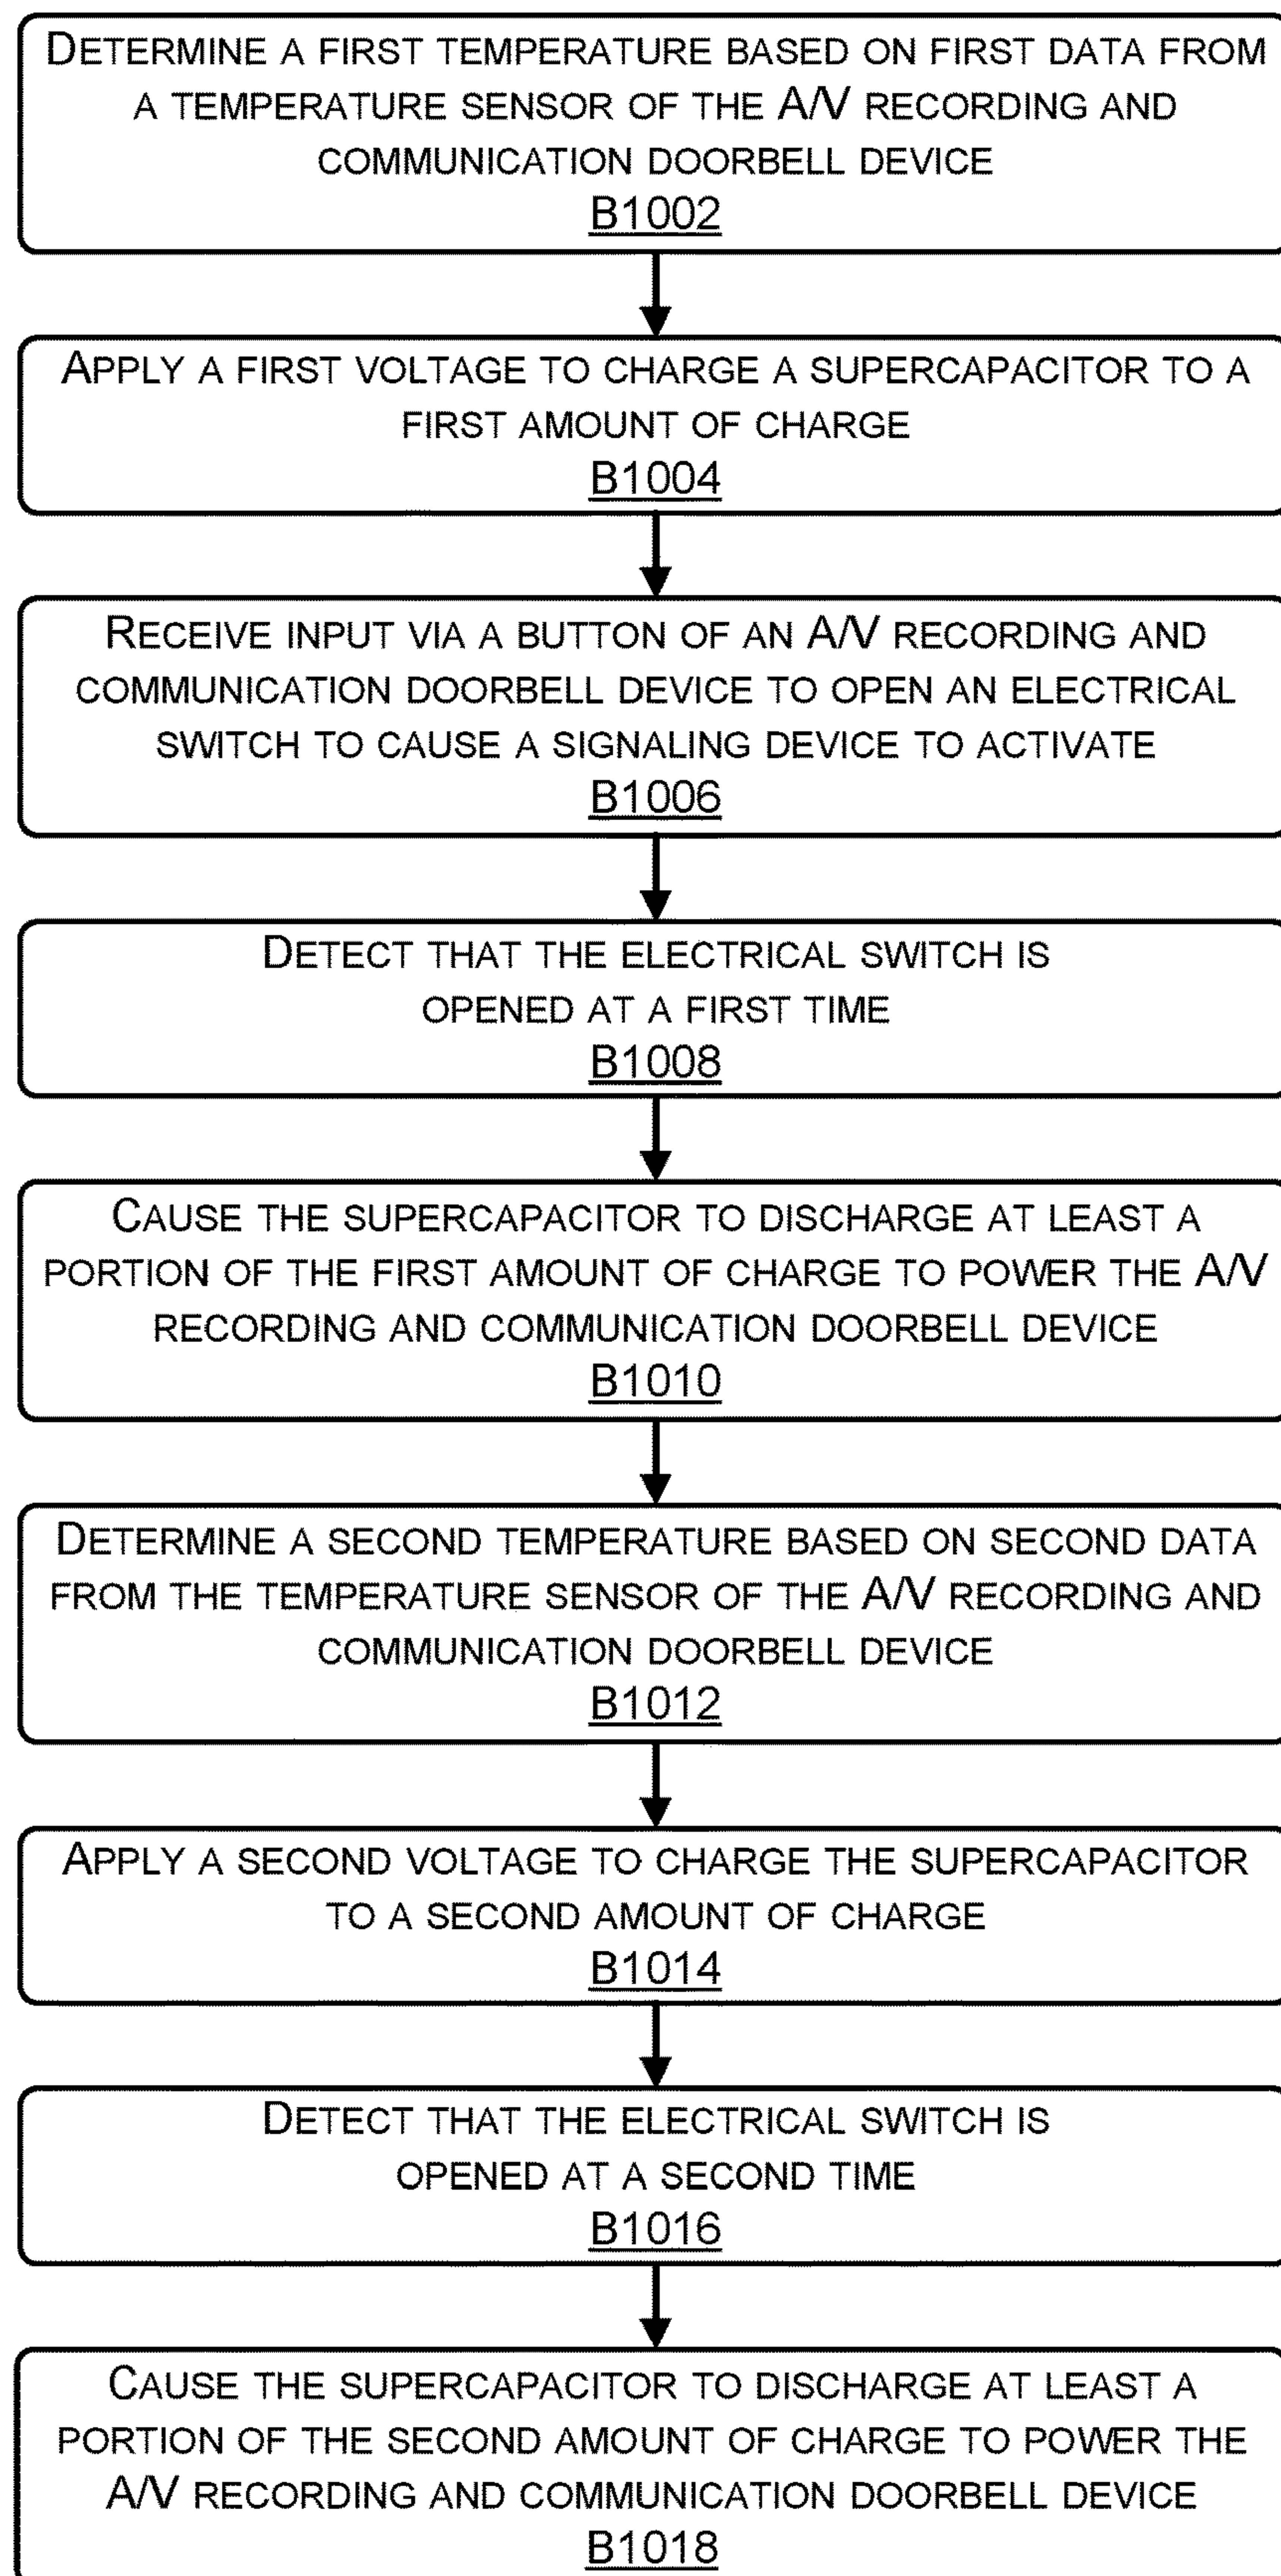 DETERMINE A FIRST TEMPERATURE BASED ON FIRST DATA FROM
A TEMPERATURE SENSOR OF THE A/V RECORDING AND
COMMUNICATION DOORBELL DEVICE
B1002
APPLY A FIRST VOLTAGE TO CHARGE A SUPERCAPACITOR TO A
FIRST AMOUNT OF CHARGE
B1004
RECEIVE INPUT VIA A BUTTON OF AN A/V RECORDING AND
COMMUNICATION DOORBELL DEVICE TO OPEN AN ELECTRICAL
SWITCH TO CAUSE A SIGNALING DEVICE TO ACTIVATE
B1006
DETECT THAT THE ELECTRICAL SWITCH IS
OPENED AT A FIRST TIME
B1008
CAUSE THE SUPERCAPACITOR TO DISCHARGE AT LEAST A
PORTION OF THE FIRST AMOUNT OF CHARGE TO POWER THE A/V
RECORDING AND COMMUNICATION DOORBELL DEVICE
B1010
DETERMINE A SECOND TEMPERATURE BASED ON SECOND DATA
FROM THE TEMPERATURE SENSOR OF THE A/V RECORDING AND
COMMUNICATION DOORBELL DEVICE
B1012
APPLY A SECOND VOLTAGE TO CHARGE THE SUPERCAPACITOR
TO A SECOND AMOUNT OF CHARGE
B1014
DETECT THAT THE ELECTRICAL SWITCH IS
OPENED AT A SECOND TIME
B1016
CAUSE THE SUPERCAPACITOR TO DISCHARGE AT LEAST A
PORTION OF THE SECOND AMOUNT OF CHARGE TO POWER THE
A/V RECORDING AND COMMUNICATION DOORBELL DEVICE
B1018